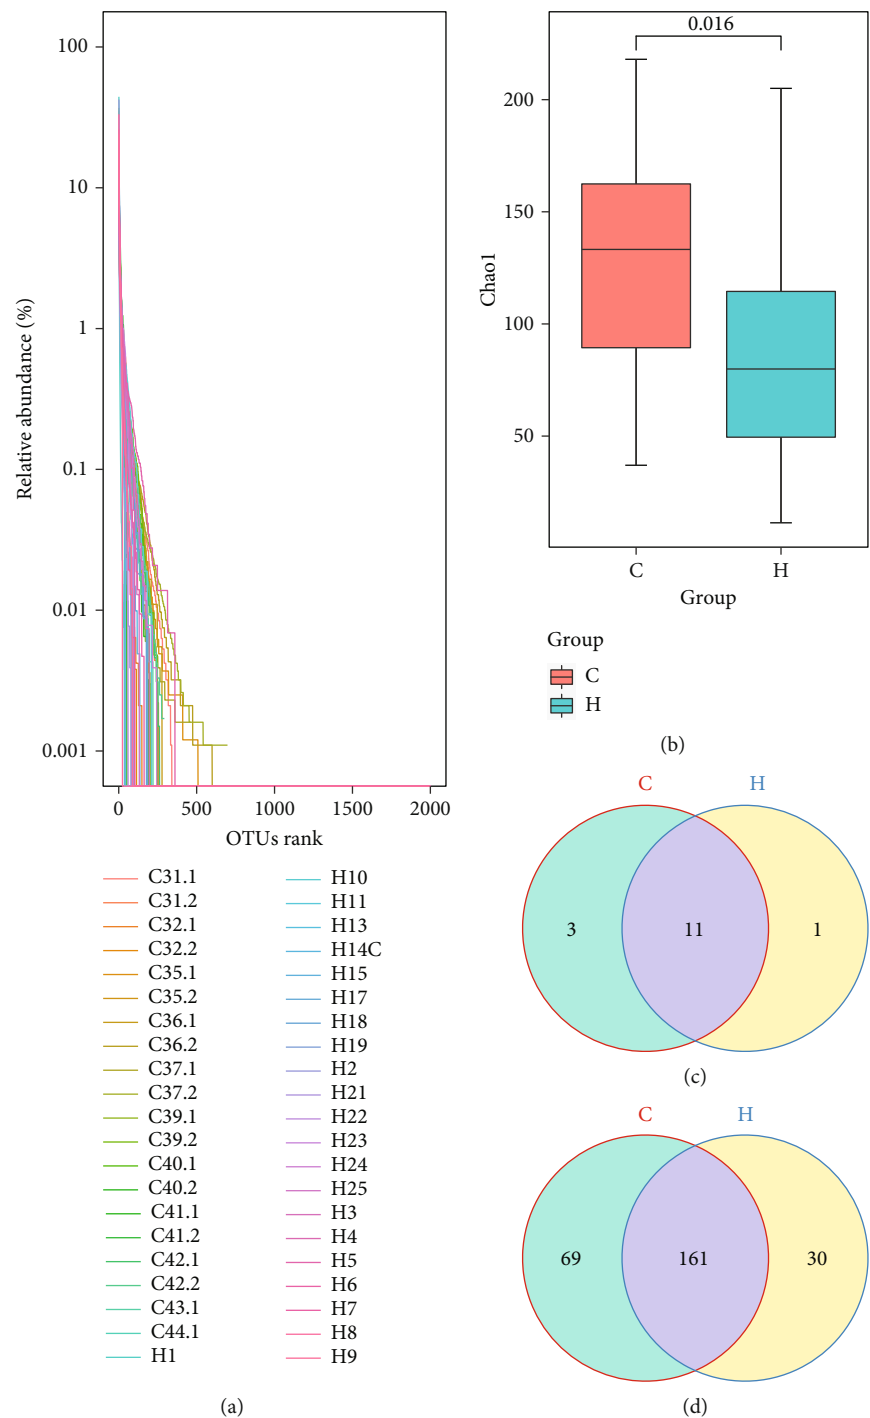 100
10
1
0.1
0.01
0.001
Relative abundance (%)
0 500 1000 1500 2000
OTUs rank
C31.1
C31.2
C32.1
C32.2
C35.1
C35.2
C36.1
C36.2
C37.1
C37.2
C39.1
C39.2
C40.1
C40.2
C41.1
C41.2
C42.1
C42.2
C43.1
C44.1
H1
H10
H11
H13
H14C
H15
H17
H18
H19
H2
H21
H22
H23
H24
H25
H3
H4
H5
H6
H7
H8
H9
(a)
0.016
200
150
100
50
Chao1
C H
Group
Group
C
H
(b)
C H
3 11 1
(c)
C H
69 161 30
(d)